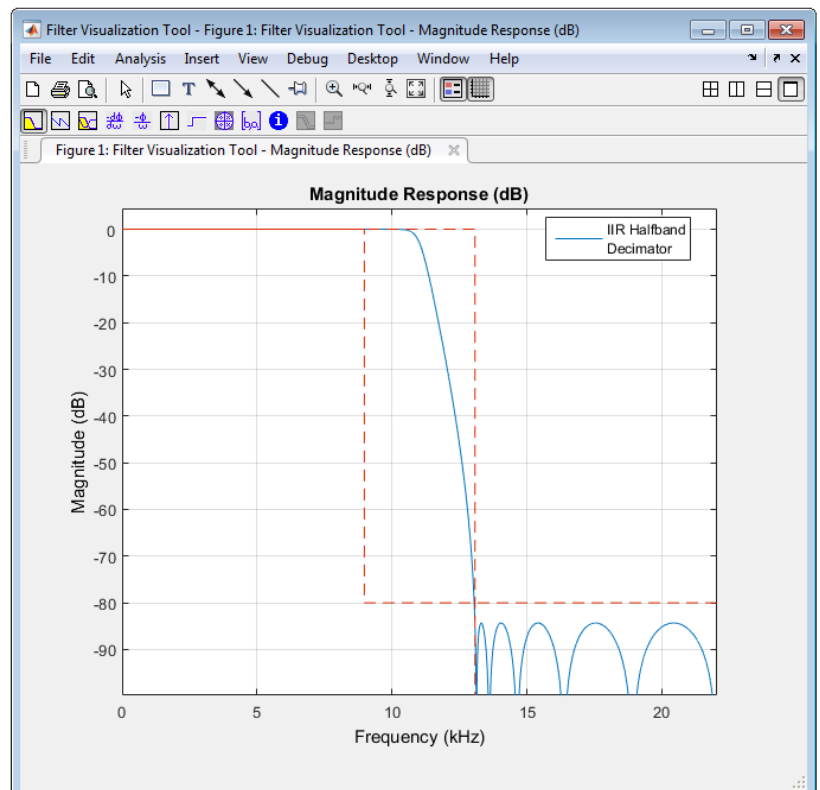 Filter Visualization Tool - Figure 1: Filter Visualization Tool - Magnitude Response (dB)
File Edit Analysis Insert View Debug Desktop Window Help
Figure 1: Filter Visualization Tool - Magnitude Response (dB)
Magnitude Response (dB)
IIR Halfband
Decimator
0
-10
-20
-30
-40
-50
-60
-70
-80
-90
Magnitude (dB)
0 5 10 15 20
Frequency (kHz)